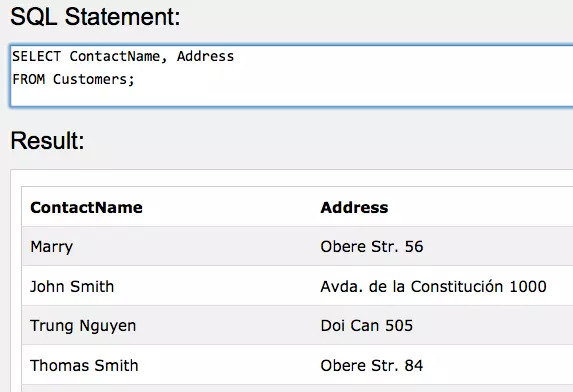 SQL Statement:
SELECT ContactName, Address
FROM Customers;
Result:
ContactName Address
Marry Obere Str. 56
John Smith Avda. de la Constitución 1000
Trung Nguyen Doi Can 505
Thomas Smith Obere Str. 84